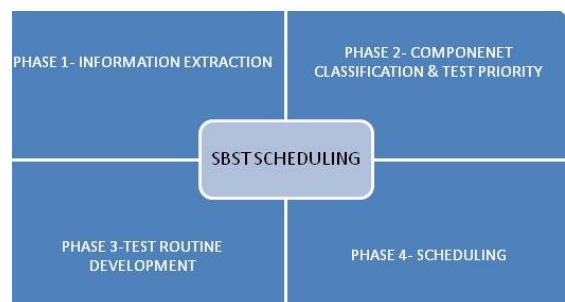 PHASE 1- INFORMATION EXTRACTION
PHASE 2- COMPONENET
CLASSIFICATION & TEST PRIORITY
SBST SCHEDULING
PHASE 3-TEST ROUTINE
DEVELOPMENT
PHASE 4- SCHEDULING